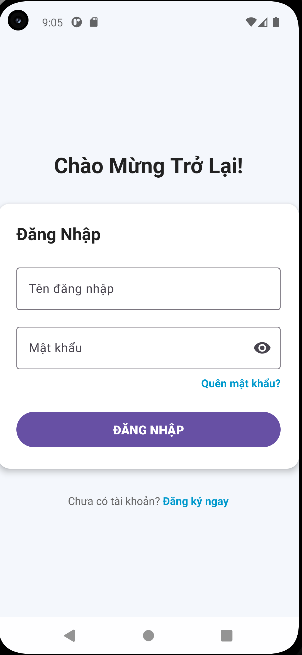 9:05
Chào Mừng Trở Lại!
Đăng Nhập
Tên đăng nhập
Mật khẩu
Quên mật khẩu?
ĐĂNG NHẬP
Chưa có tài khoản? Đăng ký ngay